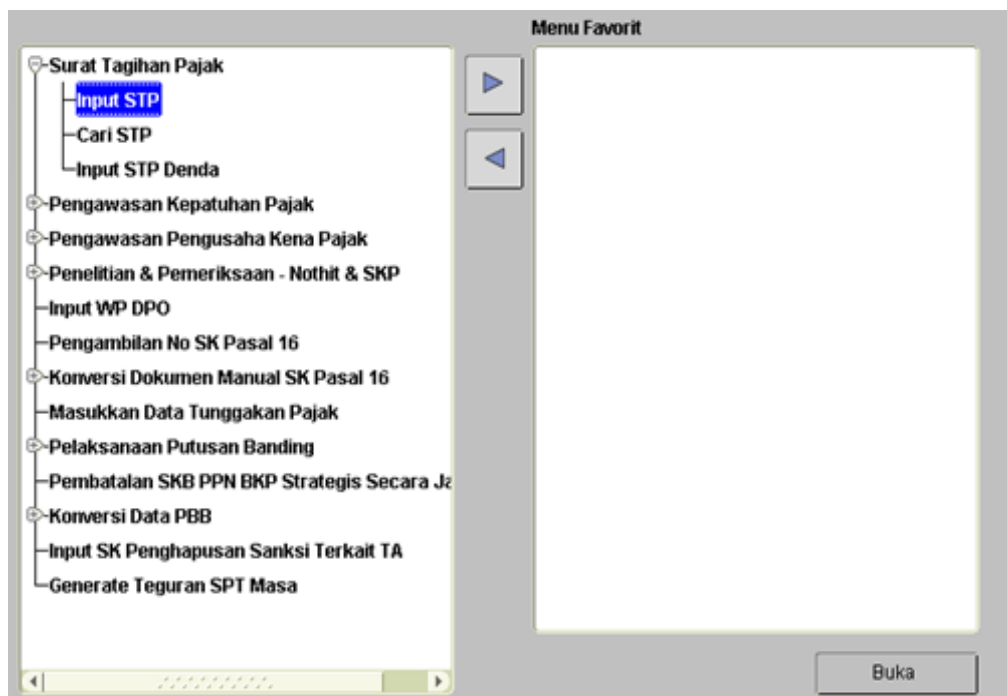 Menu Favorit
Surat Tagihan Pajak
Input STP
Cari STP
Input STP Denda
Pengawasan Kepatuhan Pajak
Pengawasan Pengusaha Kena Pajak
Penelitian & Pemeriksaan - Nothit & SKP
Input WP DPO
Pengambilan No SK Pasal 16
Konversi Dokumen Manual SK Pasal 16
Masukkan Data Tunggakan Pajak
Pelaksanaan Putusan Banding
Pembatalan SKB PPN BKP Strategis Secara Ja
Konversi Data PBB
Input SK Penghapusan Sanksi Terkait TA
Generate Teguran SPT Masa
Buka